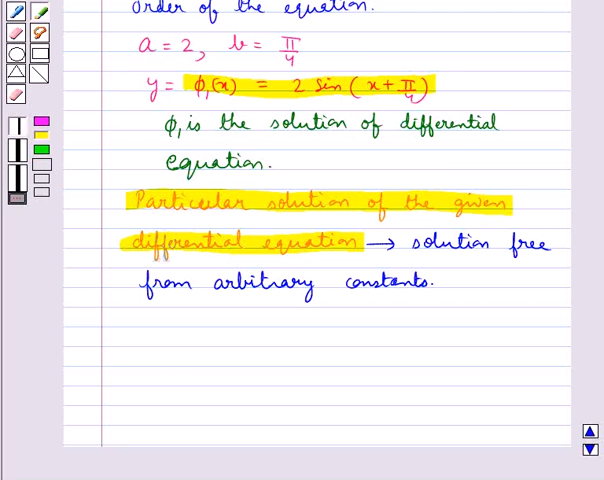 order of the equation.
a = 2, b = π/4
y = ϕ₁(x) = 2 sin(x + π/4)
ϕ₁ is the solution of differential
equation.
Particular solution of the given
differential equation → solution free
from arbitrary constants.